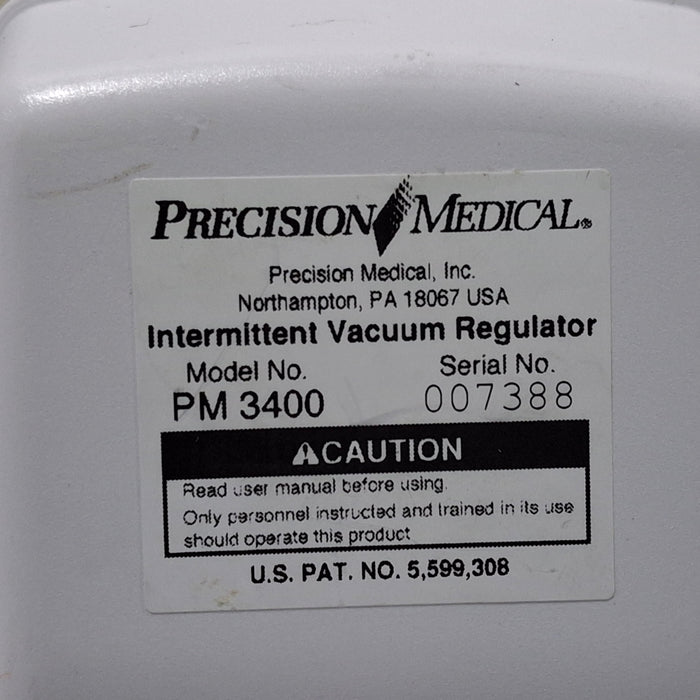 PRECISION MEDICAL®
Precision Medical, Inc.
Northampton, PA 18067 USA
Intermittent Vacuum Regulator
Model No. Serial No.
PM 3400 007388
⚠CAUTION
Read user manual before using.
Only personnel instructed and trained in its use
should operate this product
U.S. PAT. NO. 5,599,308